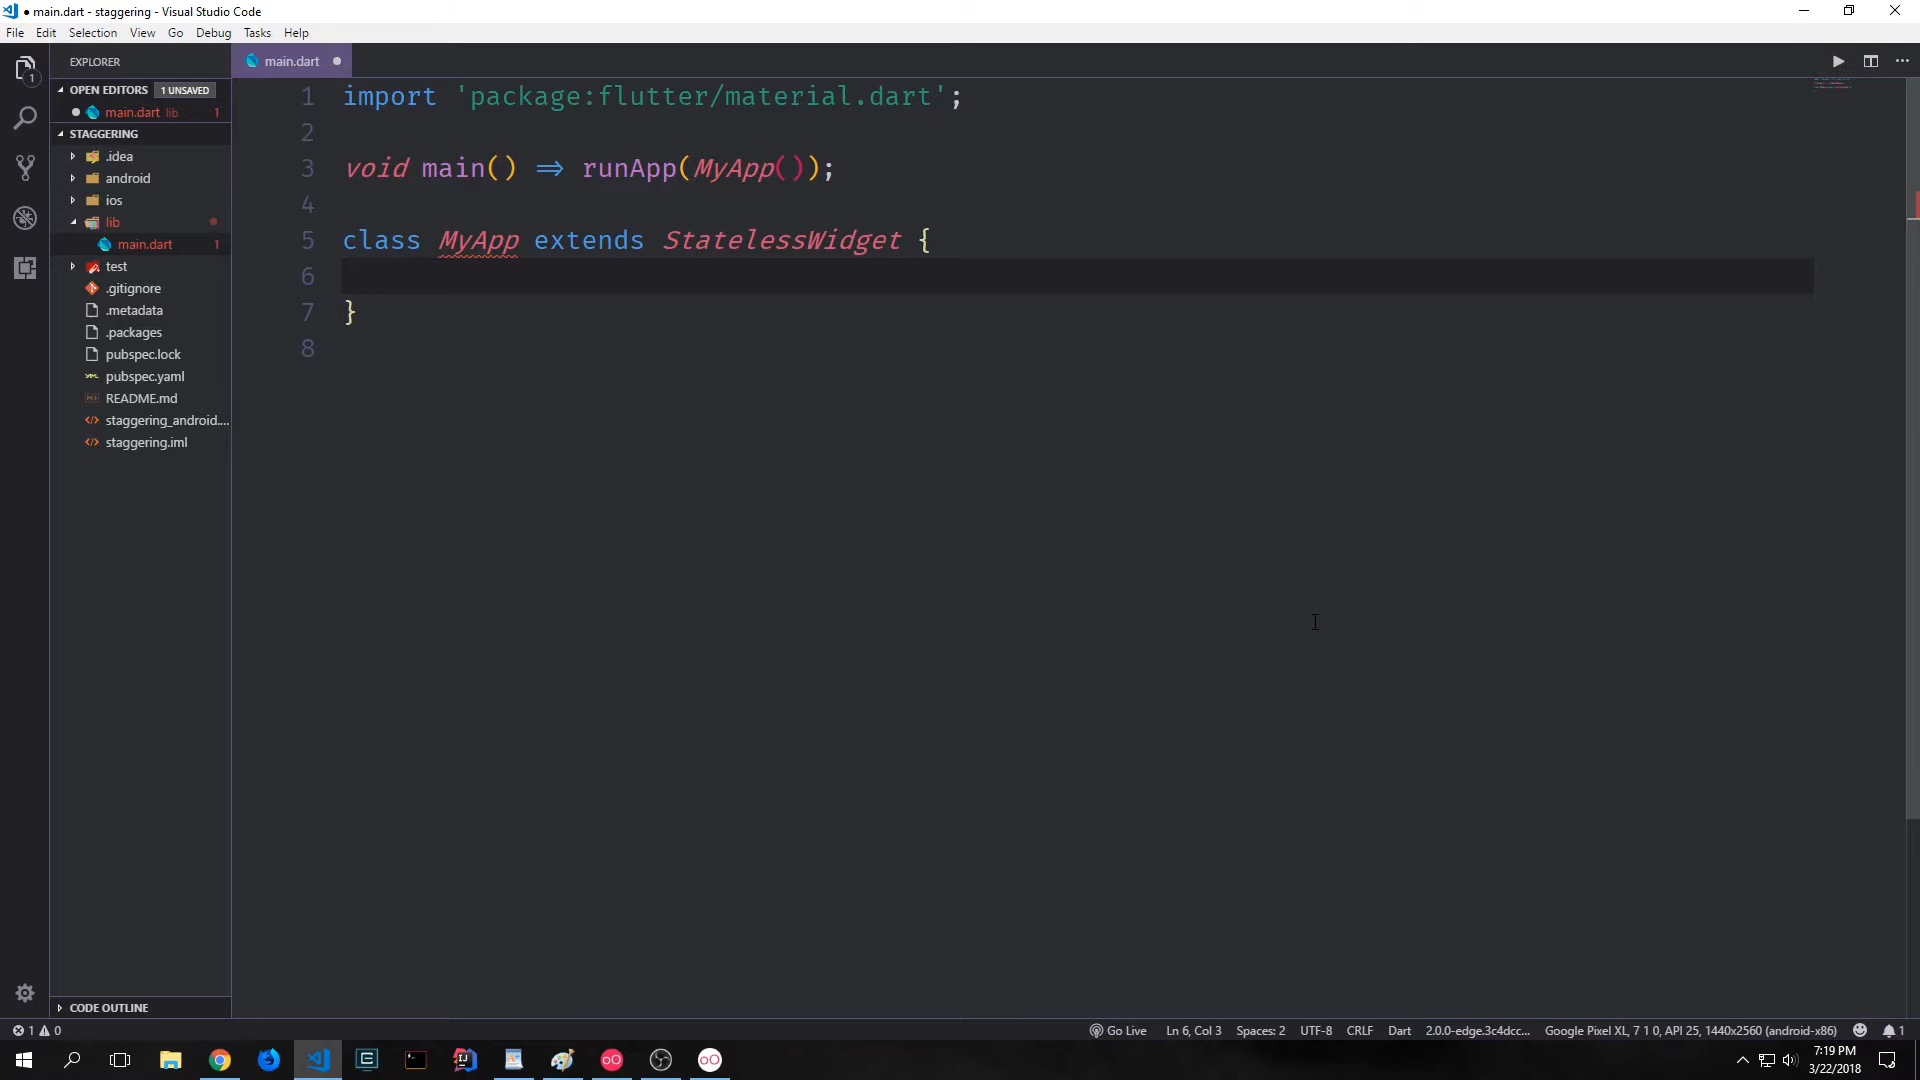 main.dart - staggering - Visual Studio Code
File Edit Selection View Go Debug Tasks Help
EXPLORER
main.dart
1
OPEN EDITORS 1 UNSAVED
main.dart lib 1
STAGGERING
.idea
android
ios
lib
main.dart 1
test
.gitignore
.metadata
.packages
pubspec.lock
pubspec.yaml
README.md
staggering_android....
staggering.iml
CODE OUTLINE
1 import 'package:flutter/material.dart';
2
3 void main() => runApp(MyApp());
4
5 class MyApp extends StatelessWidget {
6
7 }
8
1 0 Go Live Ln 6, Col 3 Spaces: 2 UTF-8 CRLF Dart 2.0.0-edge.3c4dcc... Google Pixel XL, 7 1 0, API 25, 1440x2560 (android-x86) 1
7:19 PM
3/22/2018